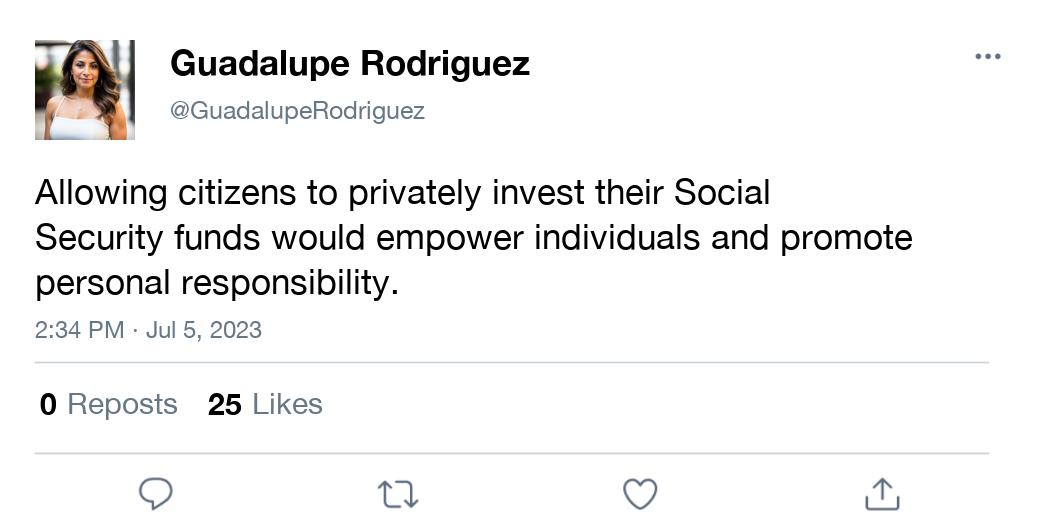 Guadalupe Rodriguez
@GuadalupeRodriguez
Allowing citizens to privately invest their Social
Security funds would empower individuals and promote
personal responsibility.
2:34 PM · Jul 5, 2023
0 Reposts 25 Likes